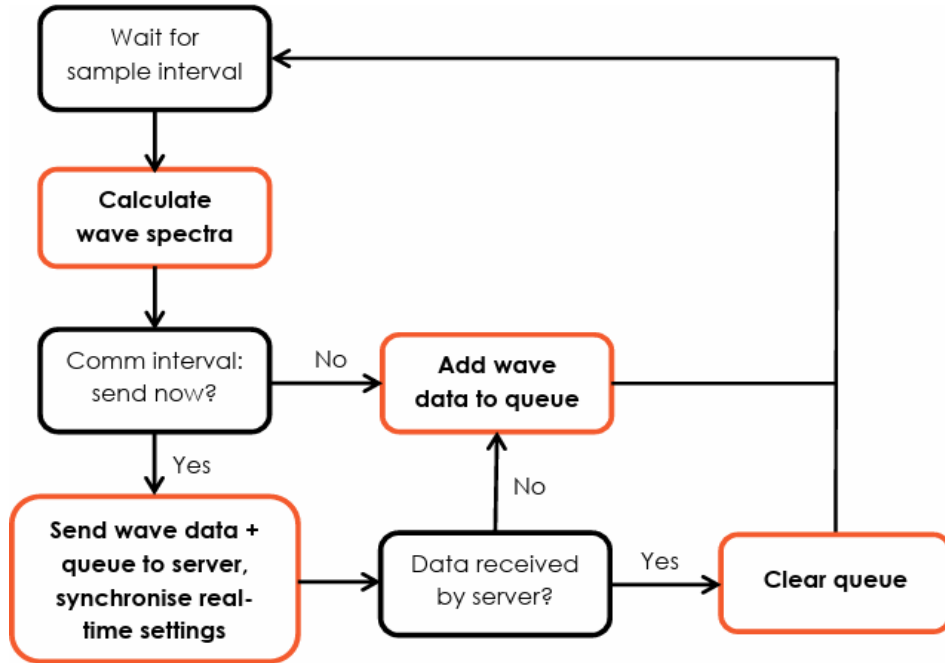 Wait for
sample interval
Calculate
wave spectra
Comm interval:
send now?
No
Add wave
data to queue
Yes
No
Send wave data +
queue to server,
synchronise real-
time settings
Data received
by server?
Yes
Clear queue